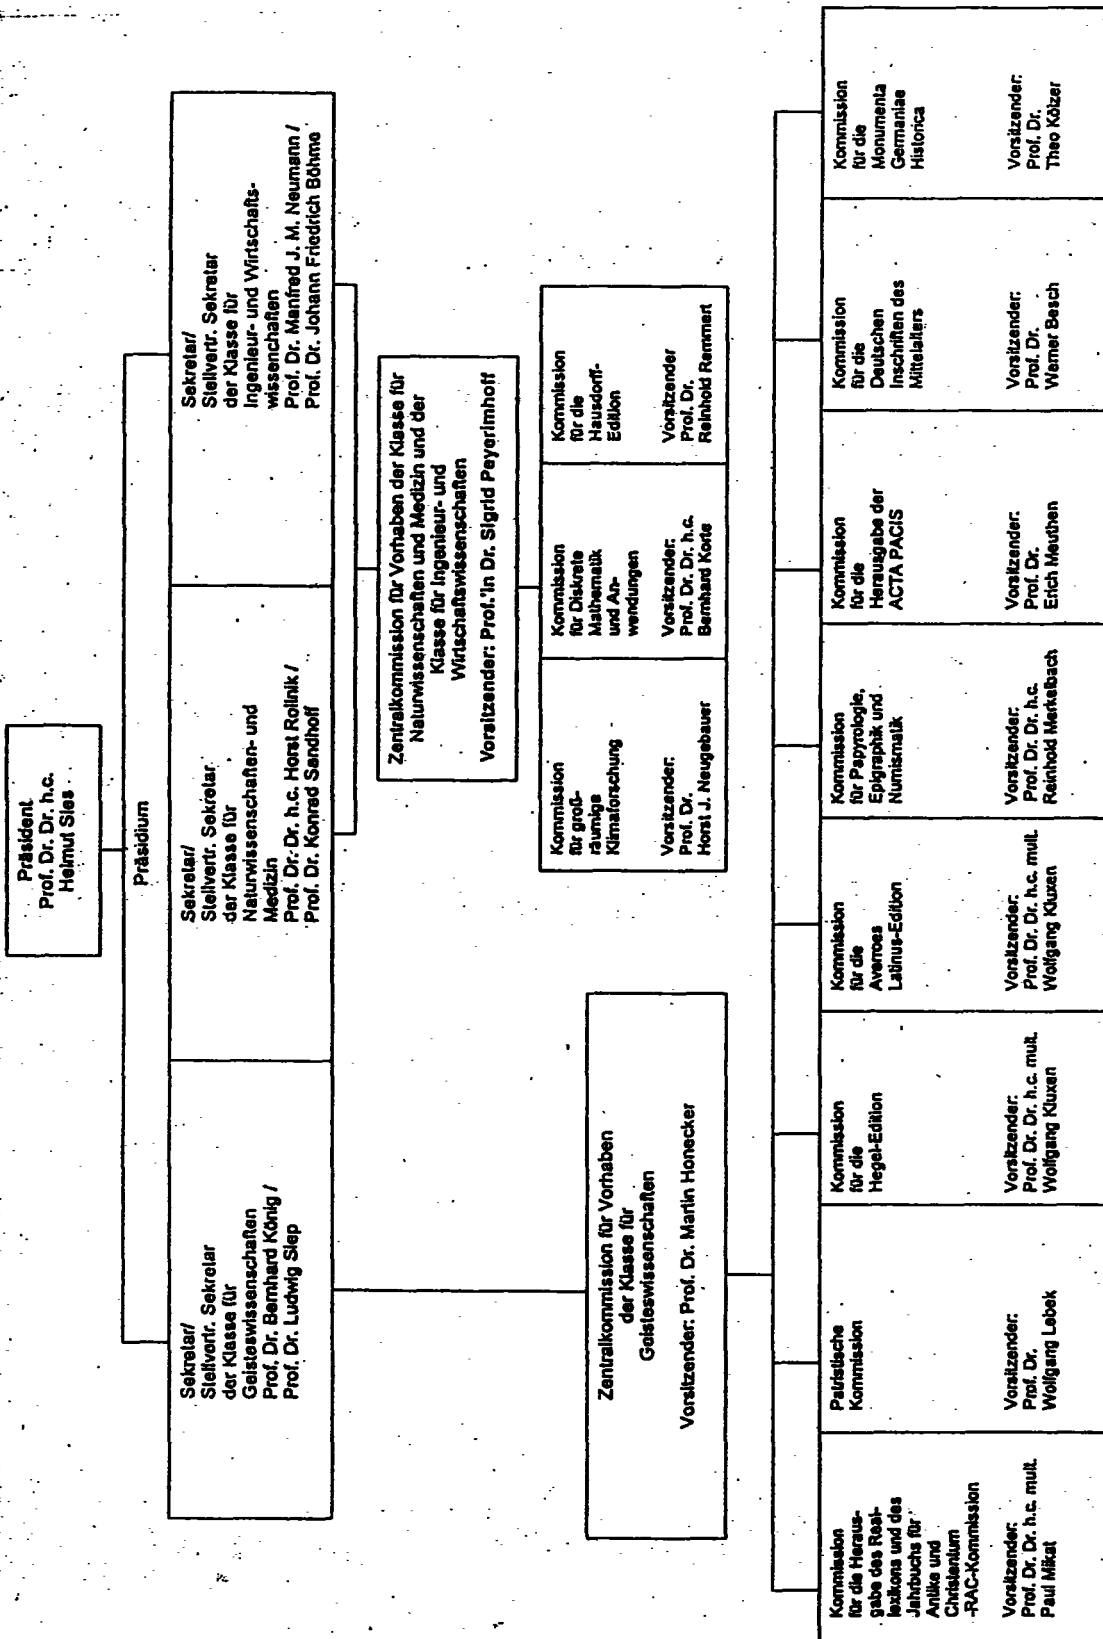 Präsident
Prof. Dr. Dr. h.c.
Helmut Sies
Präsidium
Sekretar/
Stellvertr. Sekretar
der Klasse für
Geisteswissenschaften
Prof. Dr. Bernhard König /
Prof. Dr. Ludwig Siep
Sekretar/
Stellvertr. Sekretar
der Klasse für
Naturwissenschaften- und
Medizin
Prof. Dr. Dr. h.c. Horst Rollnik /
Prof. Dr. Konrad Sandhoff
Sekretar/
Stellvertr. Sekretar
der Klasse für
Ingenieur- und Wirtschafts-
wissenschaften
Prof. Dr. Manfred J. M. Neumann /
Prof. Dr. Johann Friedrich Böhme
Zentralkommission für Vorhaben der Klasse für
Naturwissenschaften und Medizin und der
Klasse für Ingenieur- und
Wirtschaftswissenschaften
Vorsitzender: Prof.'in Dr. Sigrid Peyerimhoff
Kommission
für groß-
räumige
Klimaforschung
Vorsitzender:
Prof. Dr.
Horst J. Neugebauer
Kommission
für Diskrete
Mathematik
und An-
wendungen
Vorsitzender:
Prof. Dr. Dr. h.c.
Bernhard Korte
Kommission
für die
Hausdorff-
Edition
Vorsitzender
Prof. Dr.
Reinhold Remmert
Zentralkommission für Vorhaben
der Klasse für
Geisteswissenschaften
Vorsitzender: Prof. Dr. Martin Honecker
Kommission
für die Heraus-
gabe des Real-
lexikons und des
Jahrbuchs für
Antike und
Christentum
-RAC-Kommission
Vorsitzender:
Prof. Dr. Dr. h.c. mult.
Paul Mikat
Patristische
Kommission
Vorsitzender:
Prof. Dr.
Wolfgang Lebek
Kommission
für die
Hegel-Edition
Vorsitzender:
Prof. Dr. Dr. h.c. mult.
Wolfgang Kluxen
Kommission
für die
Averroes
Latinus-Edition
Vorsitzender:
Prof. Dr. Dr. h.c. mult.
Wolfgang Kluxen
Kommission
für Papyrologie,
Epigraphik und
Numismatik
Vorsitzender:
Prof. Dr. Dr. h.c.
Reinhold Merkelbach
Kommission
für die
Herausgabe der
ACTA PACIS
Vorsitzender:
Prof. Dr.
Erich Meuthen
Kommission
für die
Deutschen
Inschriften des
Mittelalters
Vorsitzender:
Prof. Dr.
Werner Besch
Kommission
für die
Monumenta
Germaniae
Historica
Vorsitzender:
Prof. Dr.
Theo Kölzer